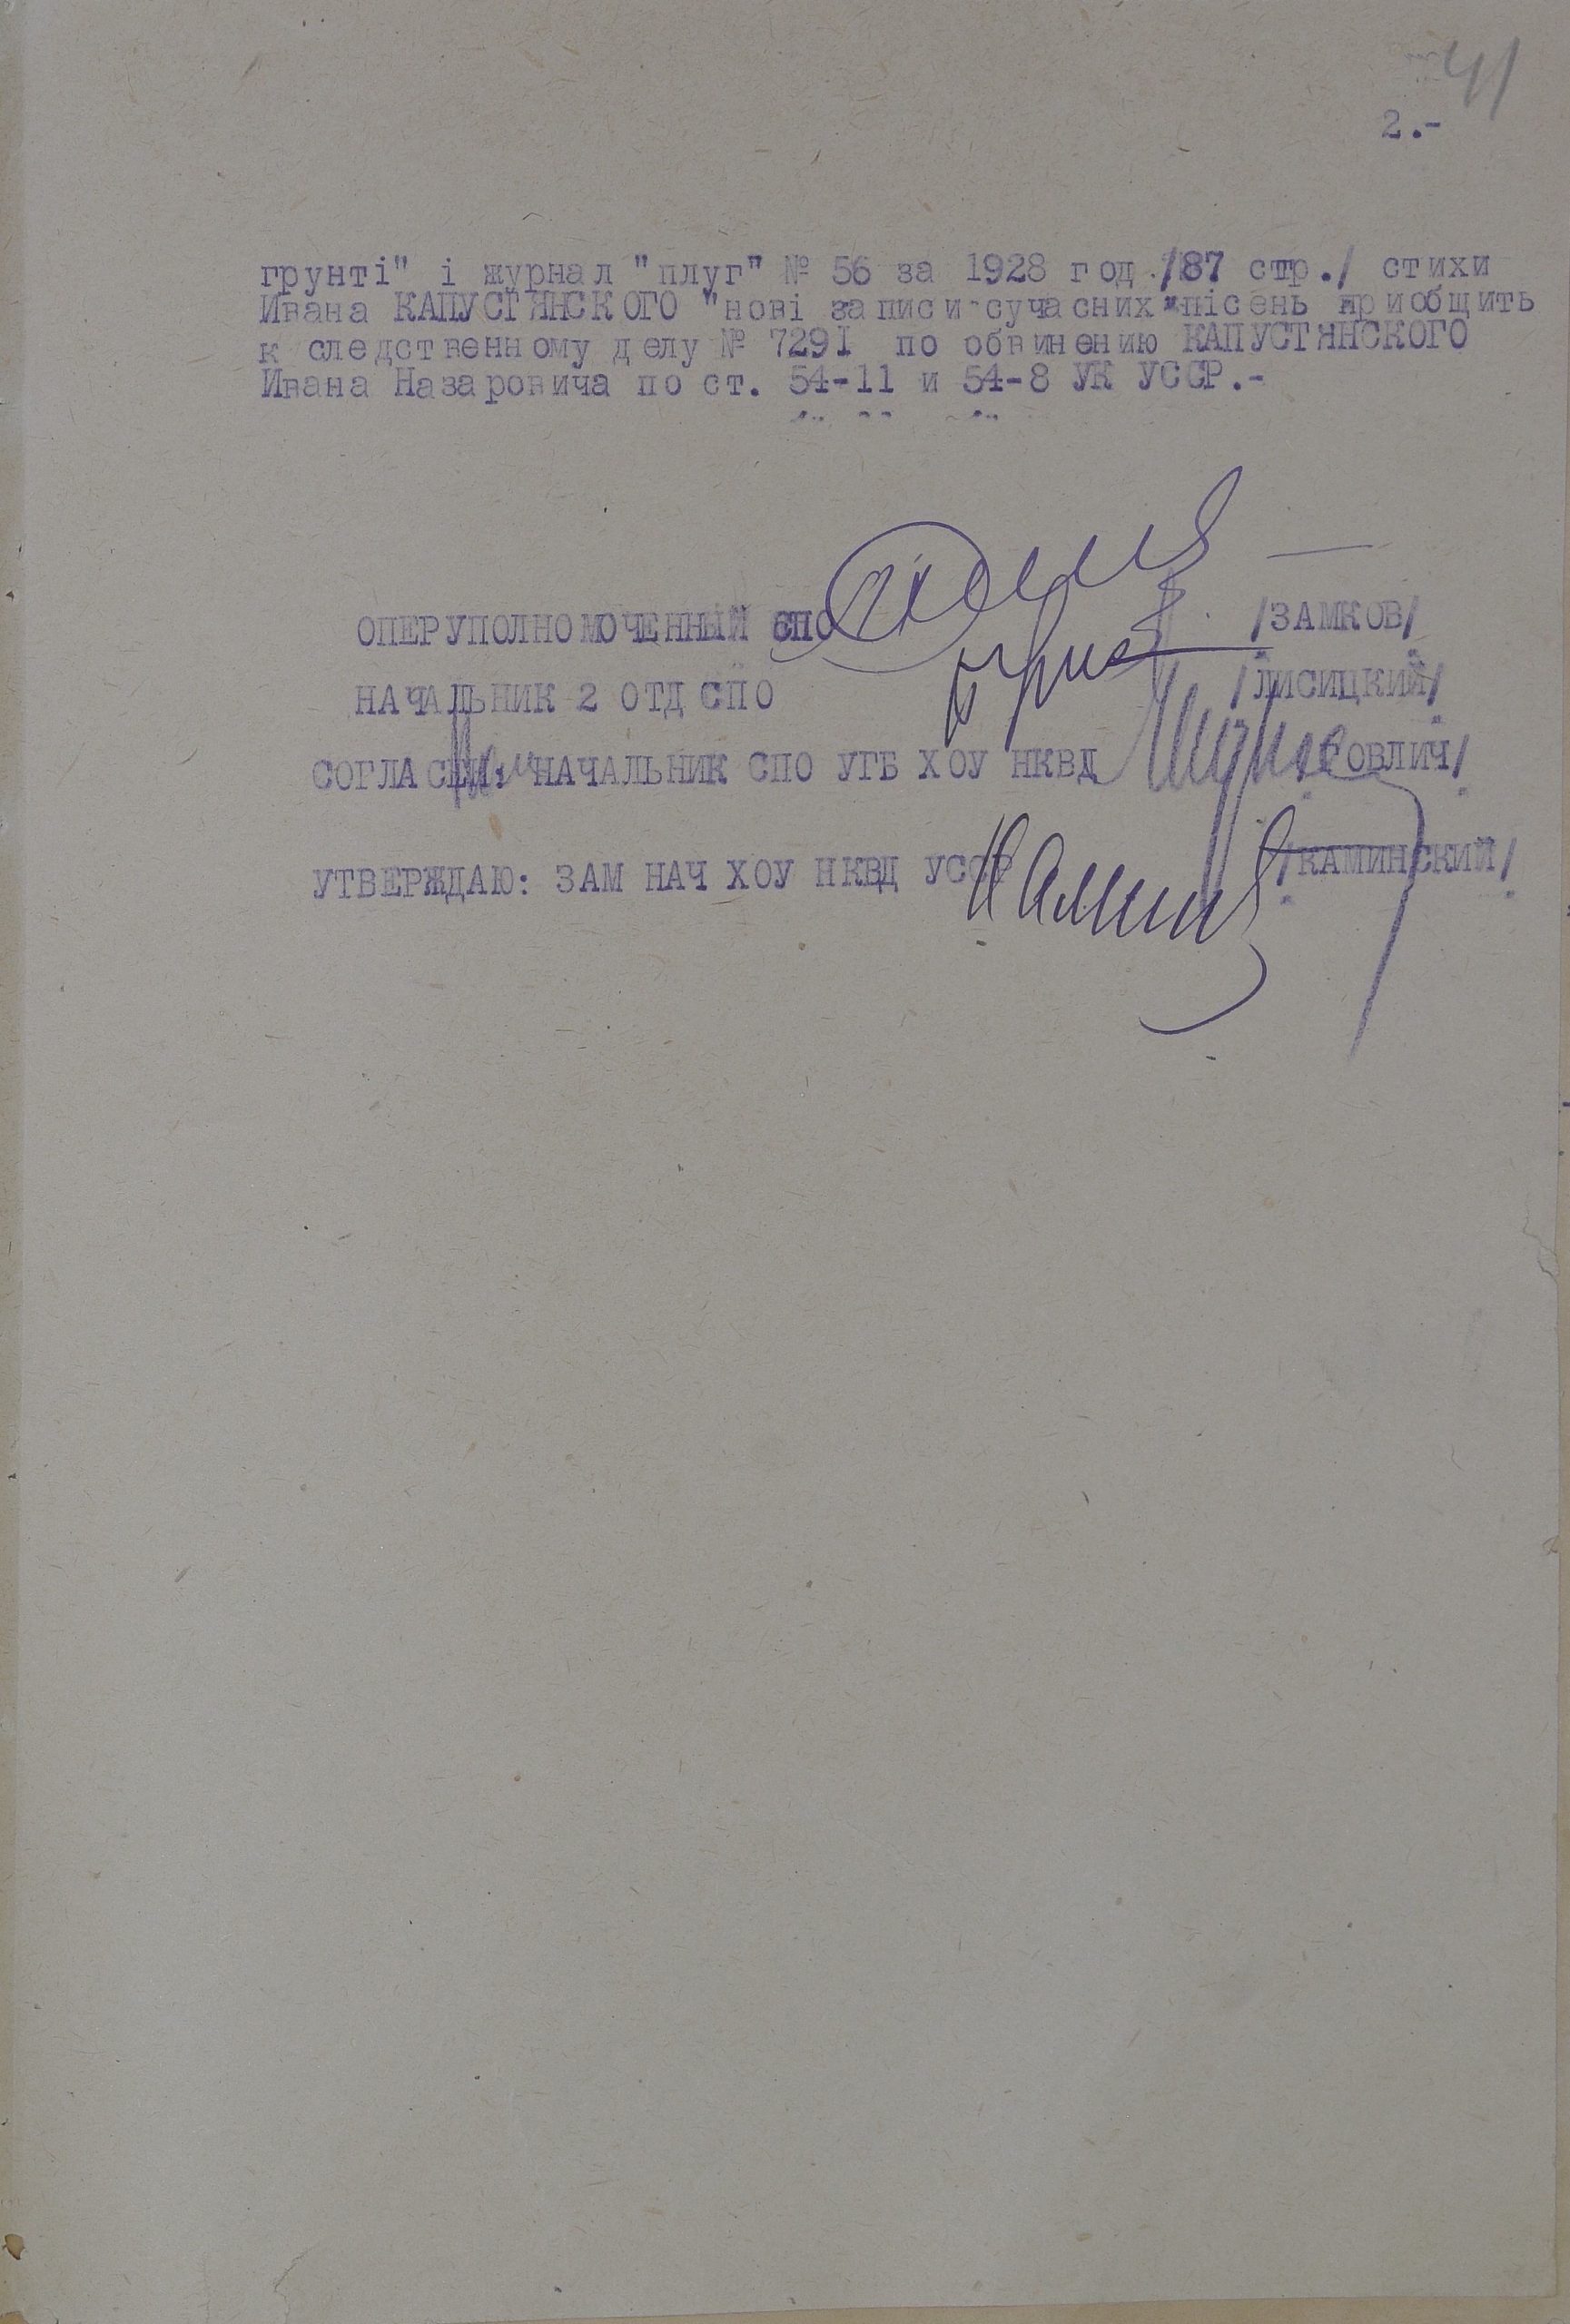 41
2.-
грунті" і журнал "плуг" № 56 за 1928 год./87 стр./ стихи
Ивана КАПУСТЯНСКОГО "нові записи сучасних пісень приобщить
к следственному делу № 7291 по обвинению КАПУСТЯНСКОГО
Ивана Назаровича по ст. 54-11 и 54-8 УК УССР.-
ОПЕРУПОЛНОМОЧЕННЫЙ СПО /ЗАМКОВ/
НАЧАЛЬНИК 2 ОТД СПО /ЛИСИЦКИЙ/
СОГЛАСЕН: НАЧАЛЬНИК СПО УГБ ХОУ НКВД
УТВЕРЖДАЮ: ЗАМ НАЧ ХОУ НКВД УССР /КАМИНСКИЙ/